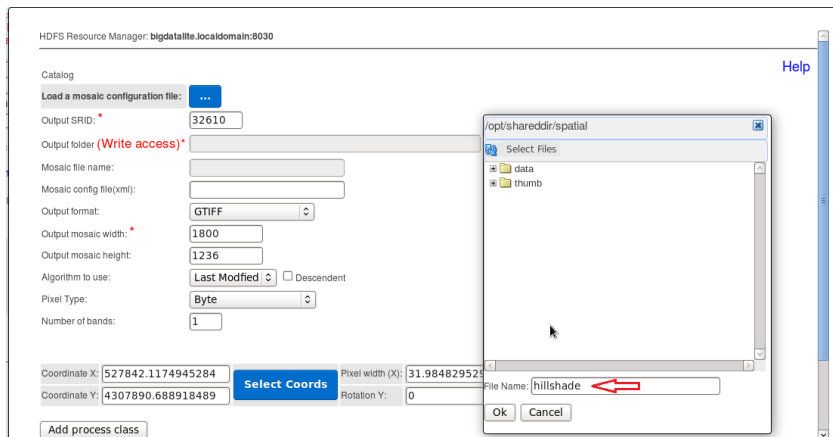 HDFS Resource Manager: bigdatalite.localdomain:8030
Help
Catalog
Load a mosaic configuration file: ...
Output SRID: * 32610
Output folder (Write access)*
Mosaic file name:
Mosaic config file(xml):
Output format: GTIFF
Output mosaic width: * 1800
Output mosaic height: 1236
Algorithm to use: Last Modfied Descendent
Pixel Type: Byte
Number of bands: 1
Coordinate X: 527842.1174945284
Coordinate Y: 4307890.688918489
Select Coords
Pixel width (X): 31.984829529
Rotation Y: 0
Add process class
/opt/shareddir/spatial
Select Files
data
thumb
File Name: hillshade
Ok Cancel